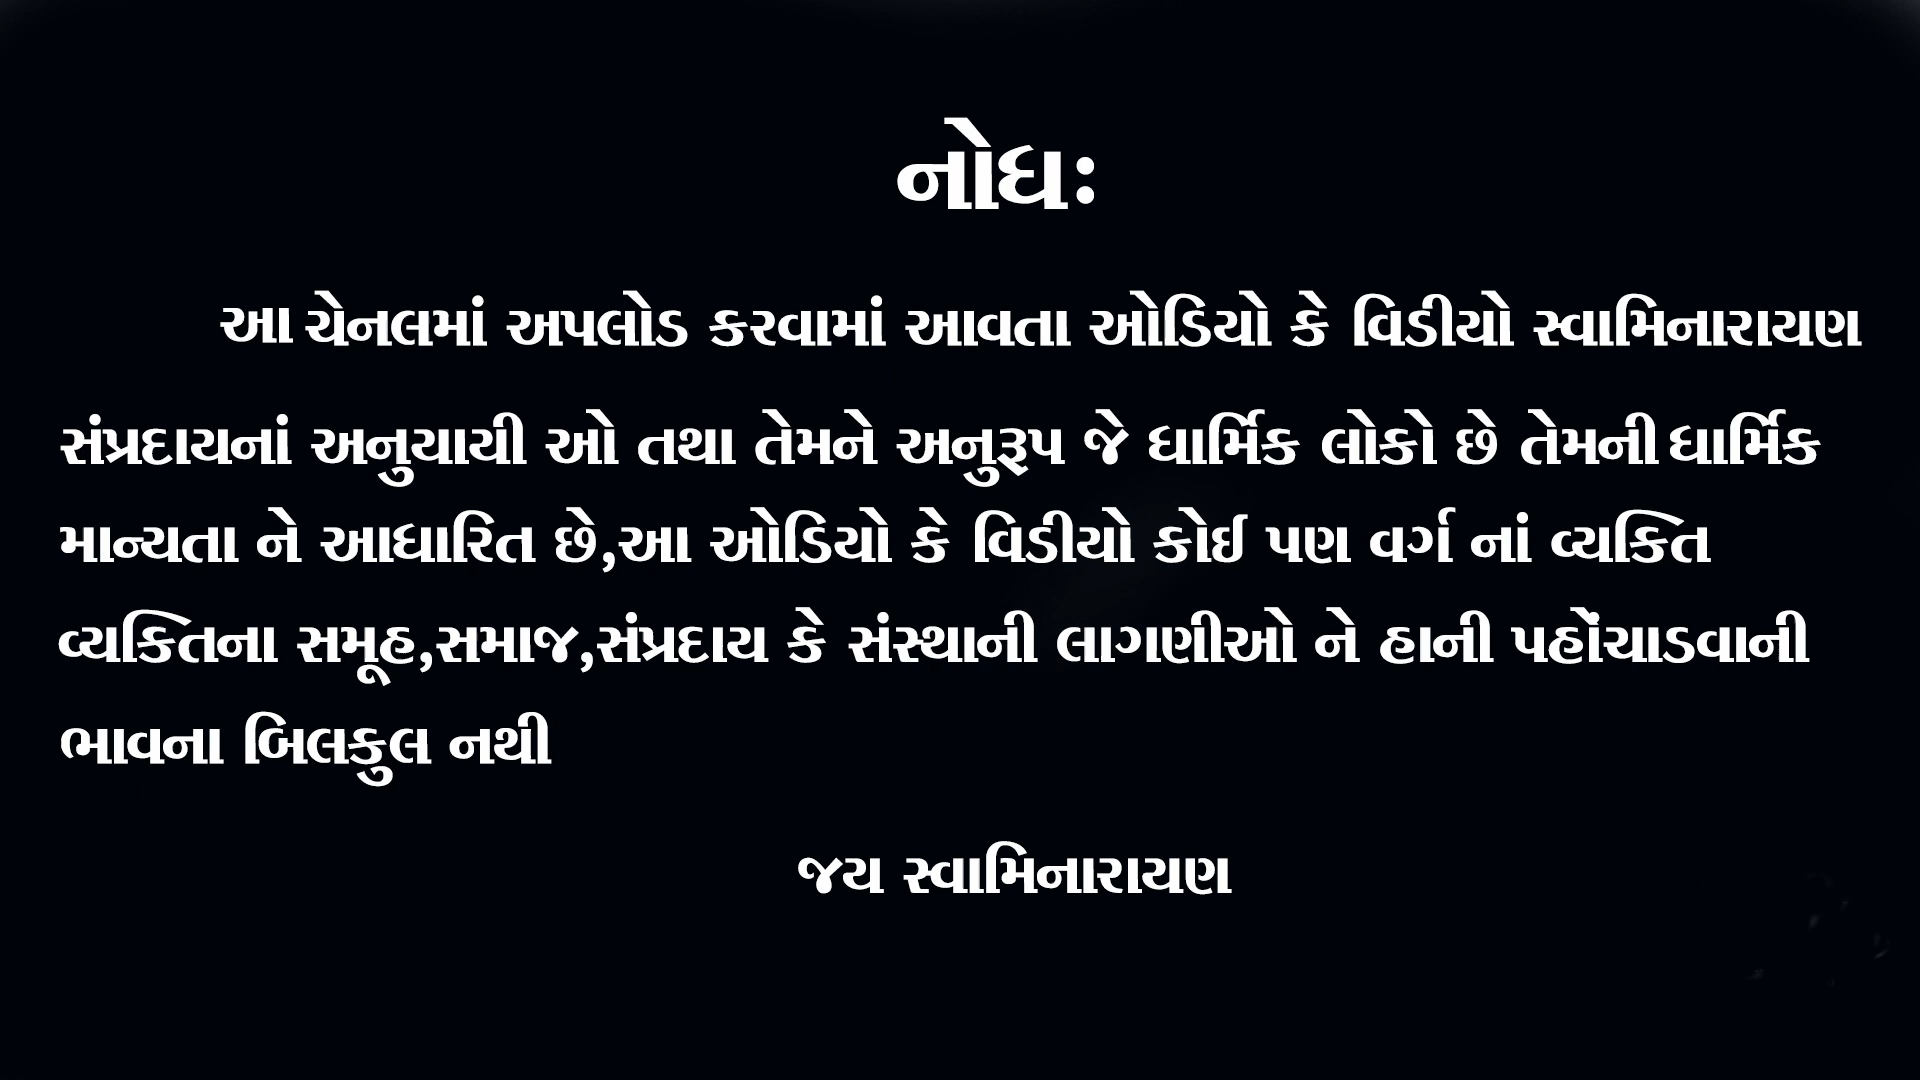 નોધઃ
આ ચેનલમાં અપલોડ કરવામાં આવતા ઓડિયો કે વિડીયો સ્વામિનારાયણ
સંપ્રદાયનાં અનુયાયી ઓ તથા તેમને અનુરૂપ જે ધાર્મિક લોકો છે તેમની ધાર્મિક
માન્યતા ને આધારિત છે,આ ઓડિયો કે વિડીયો કોઈ પણ વર્ગ નાં વ્યક્તિ
વ્યક્તિના સમૂહ,સમાજ,સંપ્રદાય કે સંસ્થાની લાગણીઓ ને હાની પહોંચાડવાની
ભાવના બિલકુલ નથી
જય સ્વામિનારાયણ